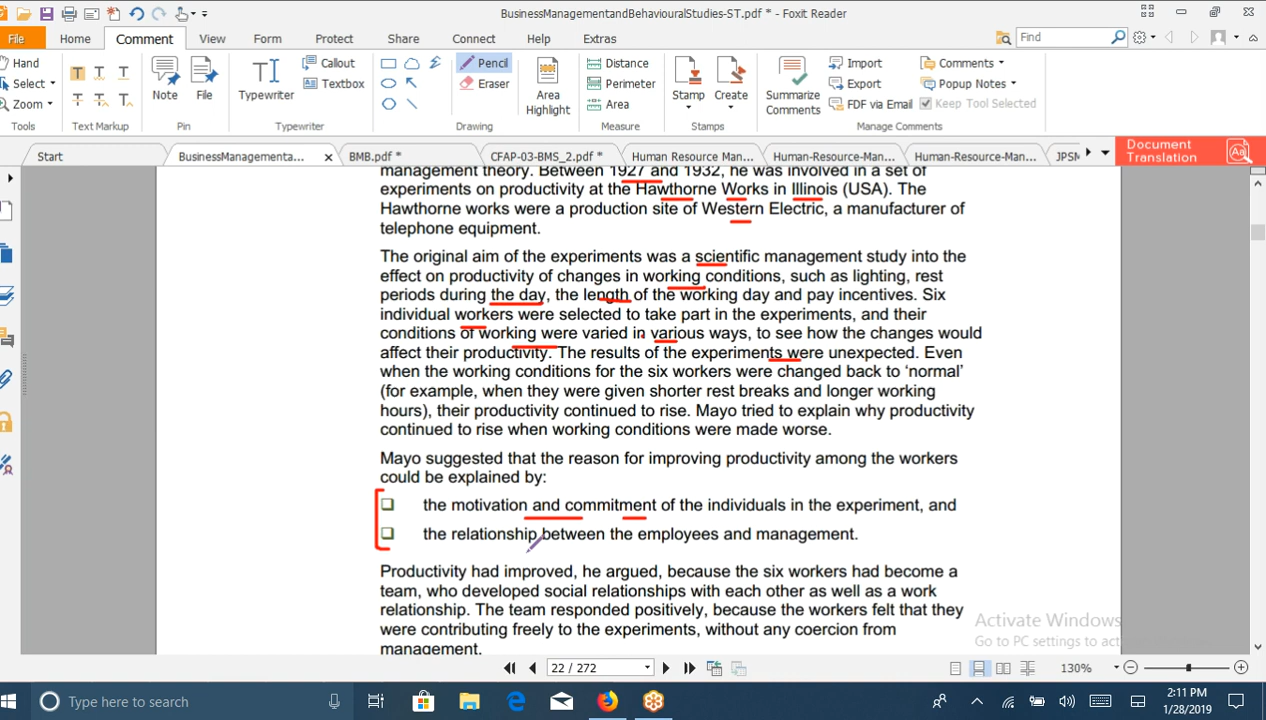 BusinessManagementandBehaviouralStudies-ST.pdf * - Foxit Reader
File Home Comment View Form Protect Share Connect Help Extras Find
Hand Callout Pencil Distance Import Comments
Select Note File Typewriter Textbox Eraser Area Highlight Perimeter Stamp Create Summarize Comments Export Popup Notes
Zoom Area FDF via Email Keep Tool Selected
Tools Text Markup Pin Typewriter Drawing Measure Stamps Manage Comments
Start BusinessManagementa... BMB.pdf * CFAP-03-BMS_2.pdf * Human Resource Man... Human-Resource-Man... Human-Resource-Man... JPSM Document Translation
management theory. Between 1927 and 1932, he was involved in a set of
experiments on productivity at the Hawthorne Works in Illinois (USA). The
Hawthorne works were a production site of Western Electric, a manufacturer of
telephone equipment.
The original aim of the experiments was a scientific management study into the
effect on productivity of changes in working conditions, such as lighting, rest
periods during the day, the length of the working day and pay incentives. Six
individual workers were selected to take part in the experiments, and their
conditions of working were varied in various ways, to see how the changes would
affect their productivity. The results of the experiments were unexpected. Even
when the working conditions for the six workers were changed back to ‘normal’
(for example, when they were given shorter rest breaks and longer working
hours), their productivity continued to rise. Mayo tried to explain why productivity
continued to rise when working conditions were made worse.
Mayo suggested that the reason for improving productivity among the workers
could be explained by:
❑ the motivation and commitment of the individuals in the experiment, and
❑ the relationship between the employees and management.
Productivity had improved, he argued, because the six workers had become a
team, who developed social relationships with each other as well as a work
relationship. The team responded positively, because the workers felt that they
were contributing freely to the experiments, without any coercion from
management.
Activate Windows
Go to PC settings to act
22 / 272 130%
Type here to search 2:11 PM
1/28/2019